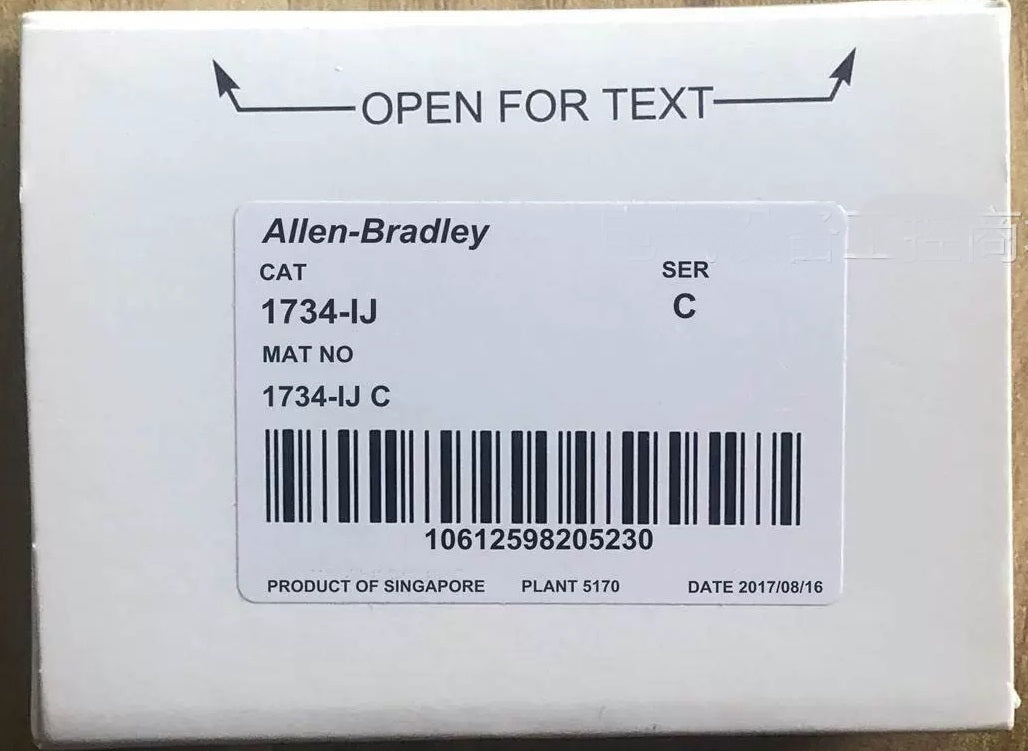 OPEN FOR TEXT
Allen-Bradley
CAT SER
1734-IJ C
MAT NO
1734-IJ C
10612598205230
PRODUCT OF SINGAPORE PLANT 5170 DATE 2017/08/16